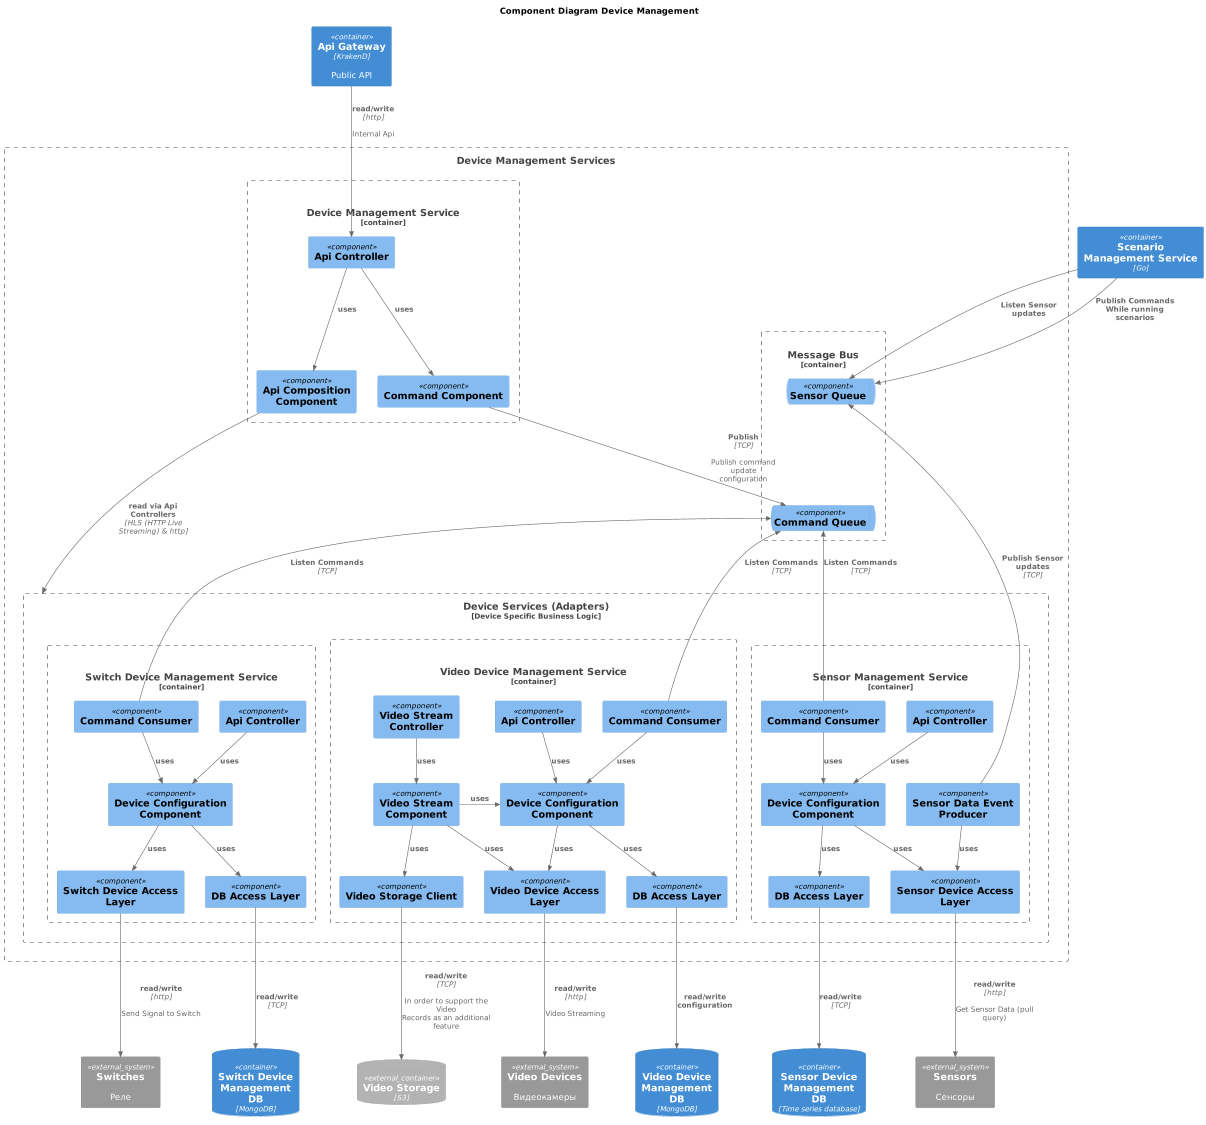 Component Diagram Device Management
«container»
Api Gateway
[KrakenD]
Public API
read/write
[http]
Internal Api
Device Management Services
Device Management Service
[container]
«component»
Api Controller
uses
uses
«component»
Api Composition
Component
«component»
Command Component
«container»
Scenario
Management Service
[Go]
Listen Sensor
updates
Publish Commands
While running
scenarios
Message Bus
[container]
«component»
Sensor Queue
Publish
[TCP]
Publish command
update
configuration
«component»
Command Queue
read via Api
Controllers
[HLS (HTTP Live
Streaming) & http]
Listen Commands
[TCP]
Listen Commands
[TCP]
Listen Commands
[TCP]
Publish Sensor
updates
[TCP]
Device Services (Adapters)
[Device Specific Business Logic]
Switch Device Management Service
[container]
«component»
Command Consumer
«component»
Api Controller
uses
uses
«component»
Device Configuration
Component
uses
uses
«component»
Switch Device Access
Layer
«component»
DB Access Layer
Video Device Management Service
[container]
«component»
Video Stream
Controller
«component»
Api Controller
«component»
Command Consumer
uses
uses
uses
«component»
Video Stream
Component
uses
«component»
Device Configuration
Component
uses
uses
uses
uses
«component»
Video Storage Client
«component»
Video Device Access
Layer
«component»
DB Access Layer
Sensor Management Service
[container]
«component»
Command Consumer
«component»
Api Controller
uses
uses
«component»
Device Configuration
Component
«component»
Sensor Data Event
Producer
uses
uses
uses
«component»
DB Access Layer
«component»
Sensor Device Access
Layer
read/write
[http]
Send Signal to Switch
read/write
[TCP]
read/write
[TCP]
In order to support the
Video
Records as an additional
feature
read/write
[http]
Video Streaming
read/write
configuration
read/write
[TCP]
read/write
[http]
Get Sensor Data (pull
query)
«external_system»
Switches
Реле
«container»
Switch Device
Management
DB
[MongoDB]
«external_container»
Video Storage
[S3]
«external_system»
Video Devices
Видеокамеры
«container»
Video Device
Management
DB
[MongoDB]
«container»
Sensor Device
Management
DB
[Time series database]
«external_system»
Sensors
Сенсоры